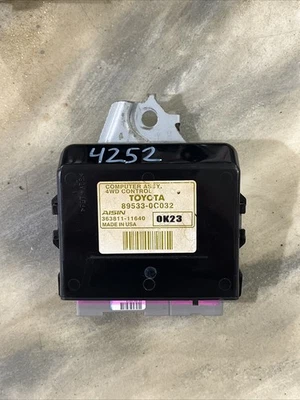 4252
COMPUTER ASSY,
4WD CONTROL
TOYOTA
89533-0C032
AISIN
363811-11640
MADE IN USA
0K23